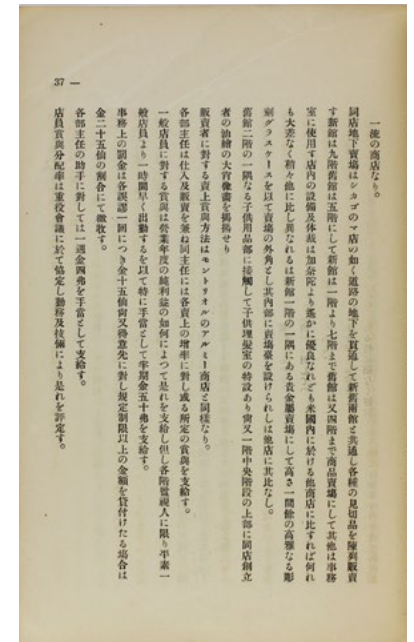 37
一流の商店なり。
同店地下賣場はシカゴのマ店の如く道路の地下を貫通して新舊兩館と共通し各種の見切品を陳列販賣
す新館は九階舊館は五階にして新館は一階より七階まで舊館は又四階まで商品賣場にして其他は事務
室に使用す店內の設備及体裁は加奈陀より遙かに優良なれども米國內に於ける他商店に比すれば何れ
も大差なく稍々他に比し異なれるは新館一階の一隅にある貴金屬賣場にして高さ一間餘の高雅なる彫
刻グラスケースを以て賣場の外角とし其內部に賣場臺を設けられしは他店に其比なし。
舊館二階の一隅なる子供用品部に接觸して子供理髮室の特設あり尙又一階中央階段の上部に同店創立
者の油繪の大肖像畫を揭揚せり
販賣者に對する賣上賞與方法はモントリオルのアルミー商店と同樣なり。
各部主任は仕入及販賣を兼ね同主任には各賣上の增率に對し或る所定の賞與を支給す。
一般店員に對する賞與は營業年度の純利益の如何によつて是れを支給し但し各階監視人に限り平素一
般店員より一時間早く出勤するを以て特に手當として半期金五十弗を支給す。
事務上の罰金は各誤謬一回につき金十五仙尙又得意先に對し規定制限以上の金額を貸付けたる場合は
金二十五仙の割合にて徵收す。
各部主任の助手に對しては一週金四弗を手當として支給す。
店員賞與分配率は重役會議に於て協定し勤務及技倆により是れを評定す。